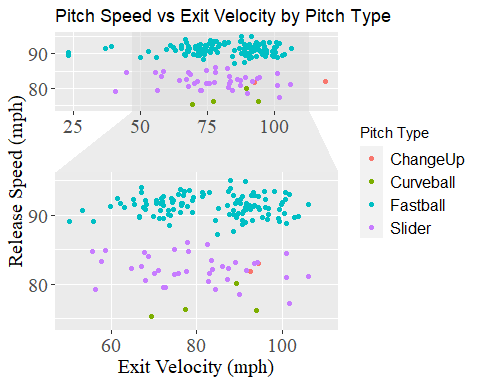 Pitch Speed vs Exit Velocity by Pitch Type
90
80
25 50 75 100
Pitch Type
ChangeUp
Curveball
Fastball
Slider
Release Speed (mph)
90
80
60 80 100
Exit Velocity (mph)